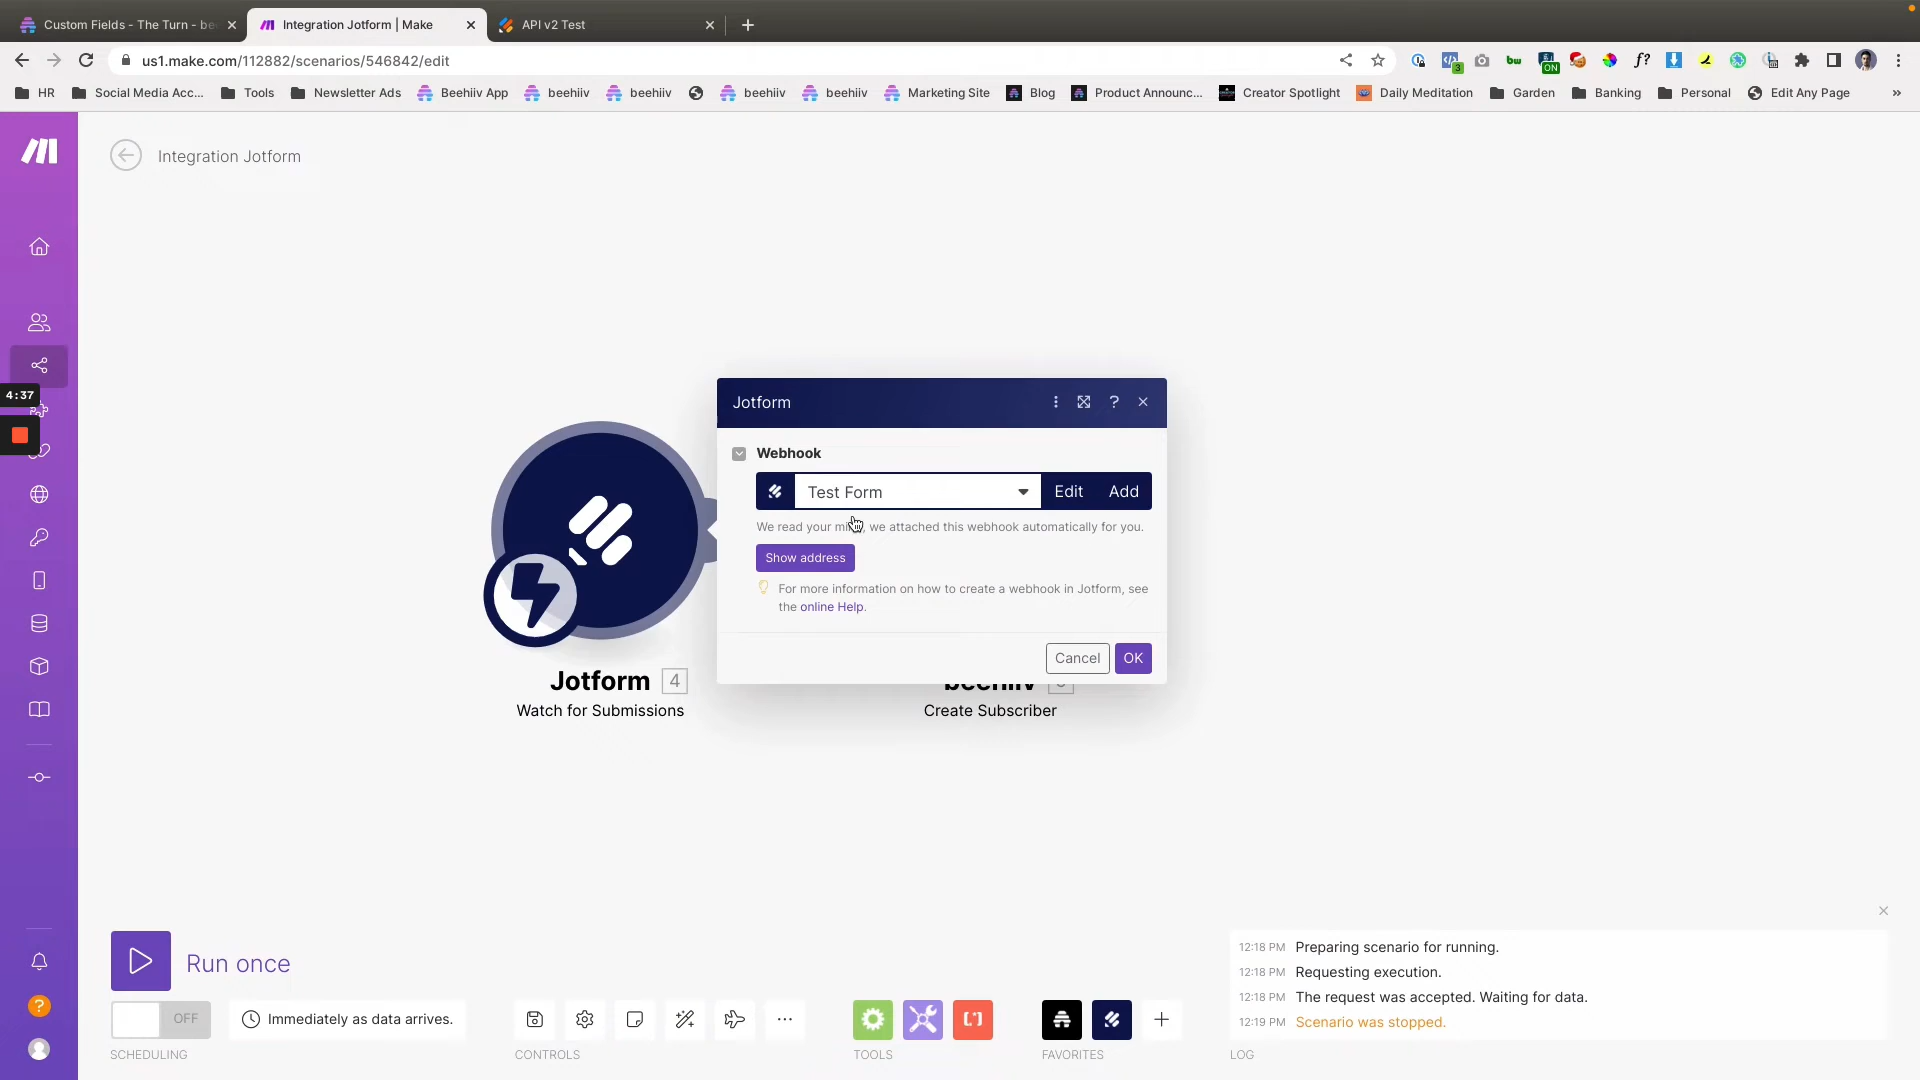 Custom Fields - The Turn - be
Integration Jotform | Make
API v2 Test
us1.make.com/112882/scenarios/546842/edit
HR
Social Media Acc...
Tools
Newsletter Ads
Beehiiv App
beehiiv
beehiiv
beehiiv
beehiiv
Marketing Site
Blog
Product Announc...
Creator Spotlight
Daily Meditation
Garden
Banking
Personal
Edit Any Page
»
Integration Jotform
4:37
Jotform
Webhook
Test Form
Edit
Add
We read your mi we attached this webhook automatically for you.
Show address
For more information on how to create a webhook in Jotform, see
the online Help.
Cancel
OK
Jotform 4
Watch for Submissions
beehiiv
Create Subscriber
Run once
OFF
Immediately as data arrives.
SCHEDULING
CONTROLS
TOOLS
FAVORITES
12:18 PM Preparing scenario for running.
12:18 PM Requesting execution.
12:18 PM The request was accepted. Waiting for data.
12:19 PM Scenario was stopped.
LOG